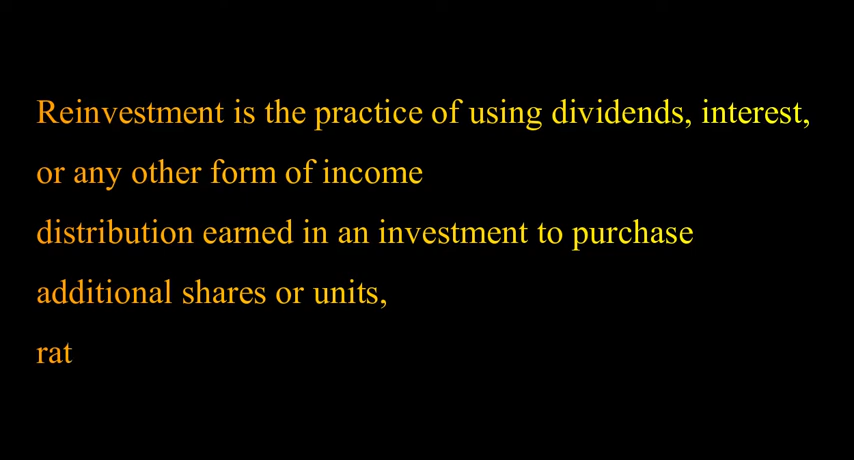 Reinvestment is the practice of using dividends, interest,
or any other form of income
distribution earned in an investment to purchase
additional shares or units,
rat